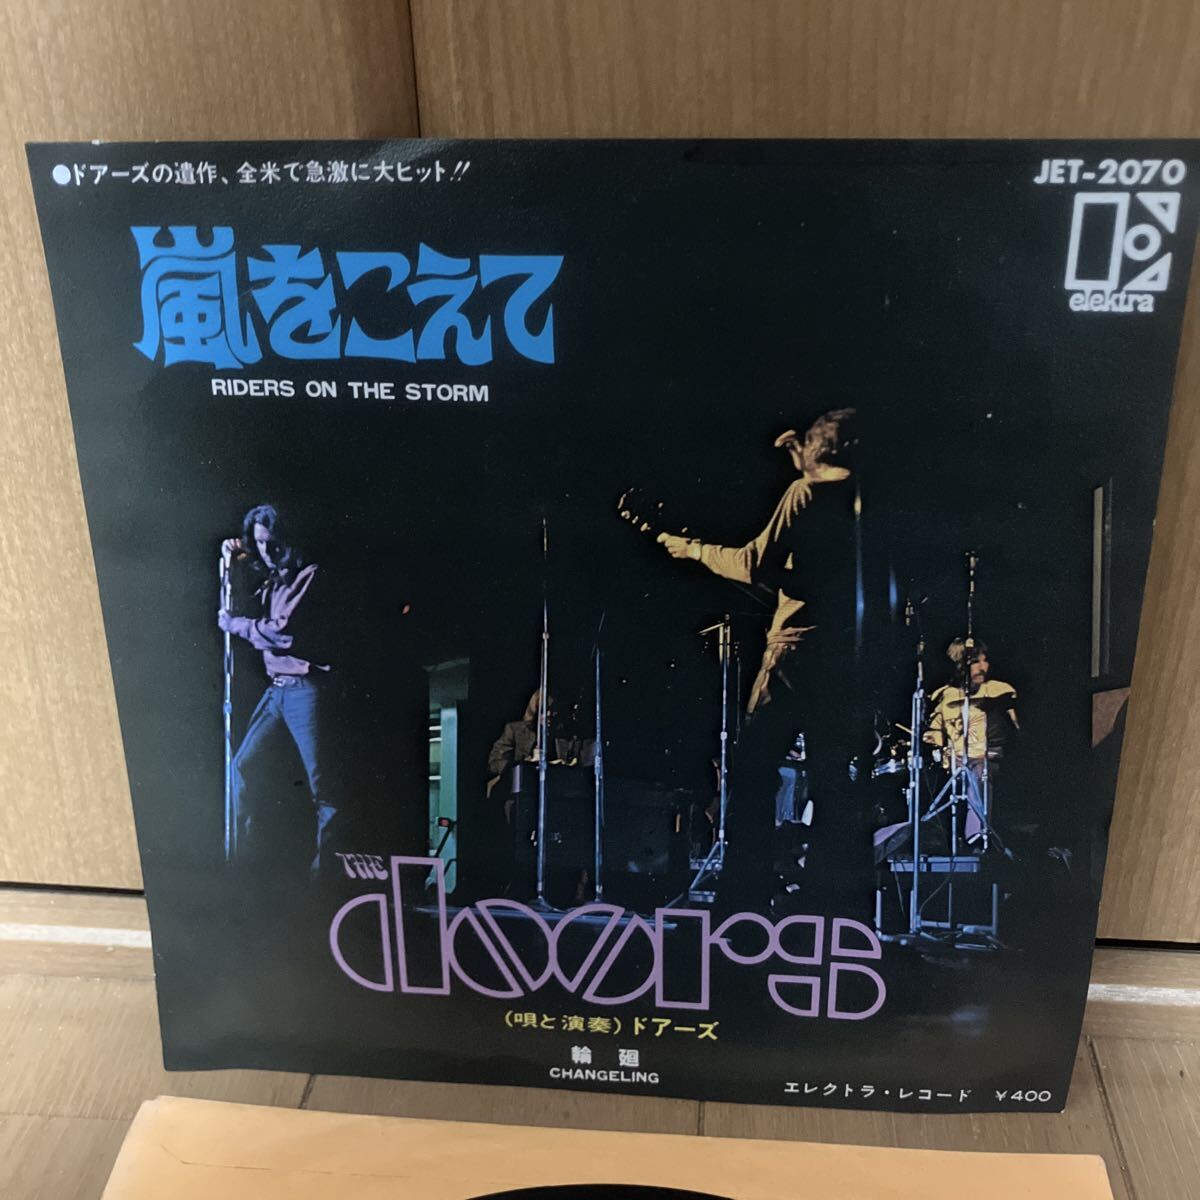 ●ドアーズの遺作、全米で急激に大ヒット!!
JET-2070
elektra
嵐をこえて
RIDERS ON THE STORM
THE
doors
(唄と演奏)ドアーズ
輪廻
CHANGELING
エレクトラ・レコード ¥400